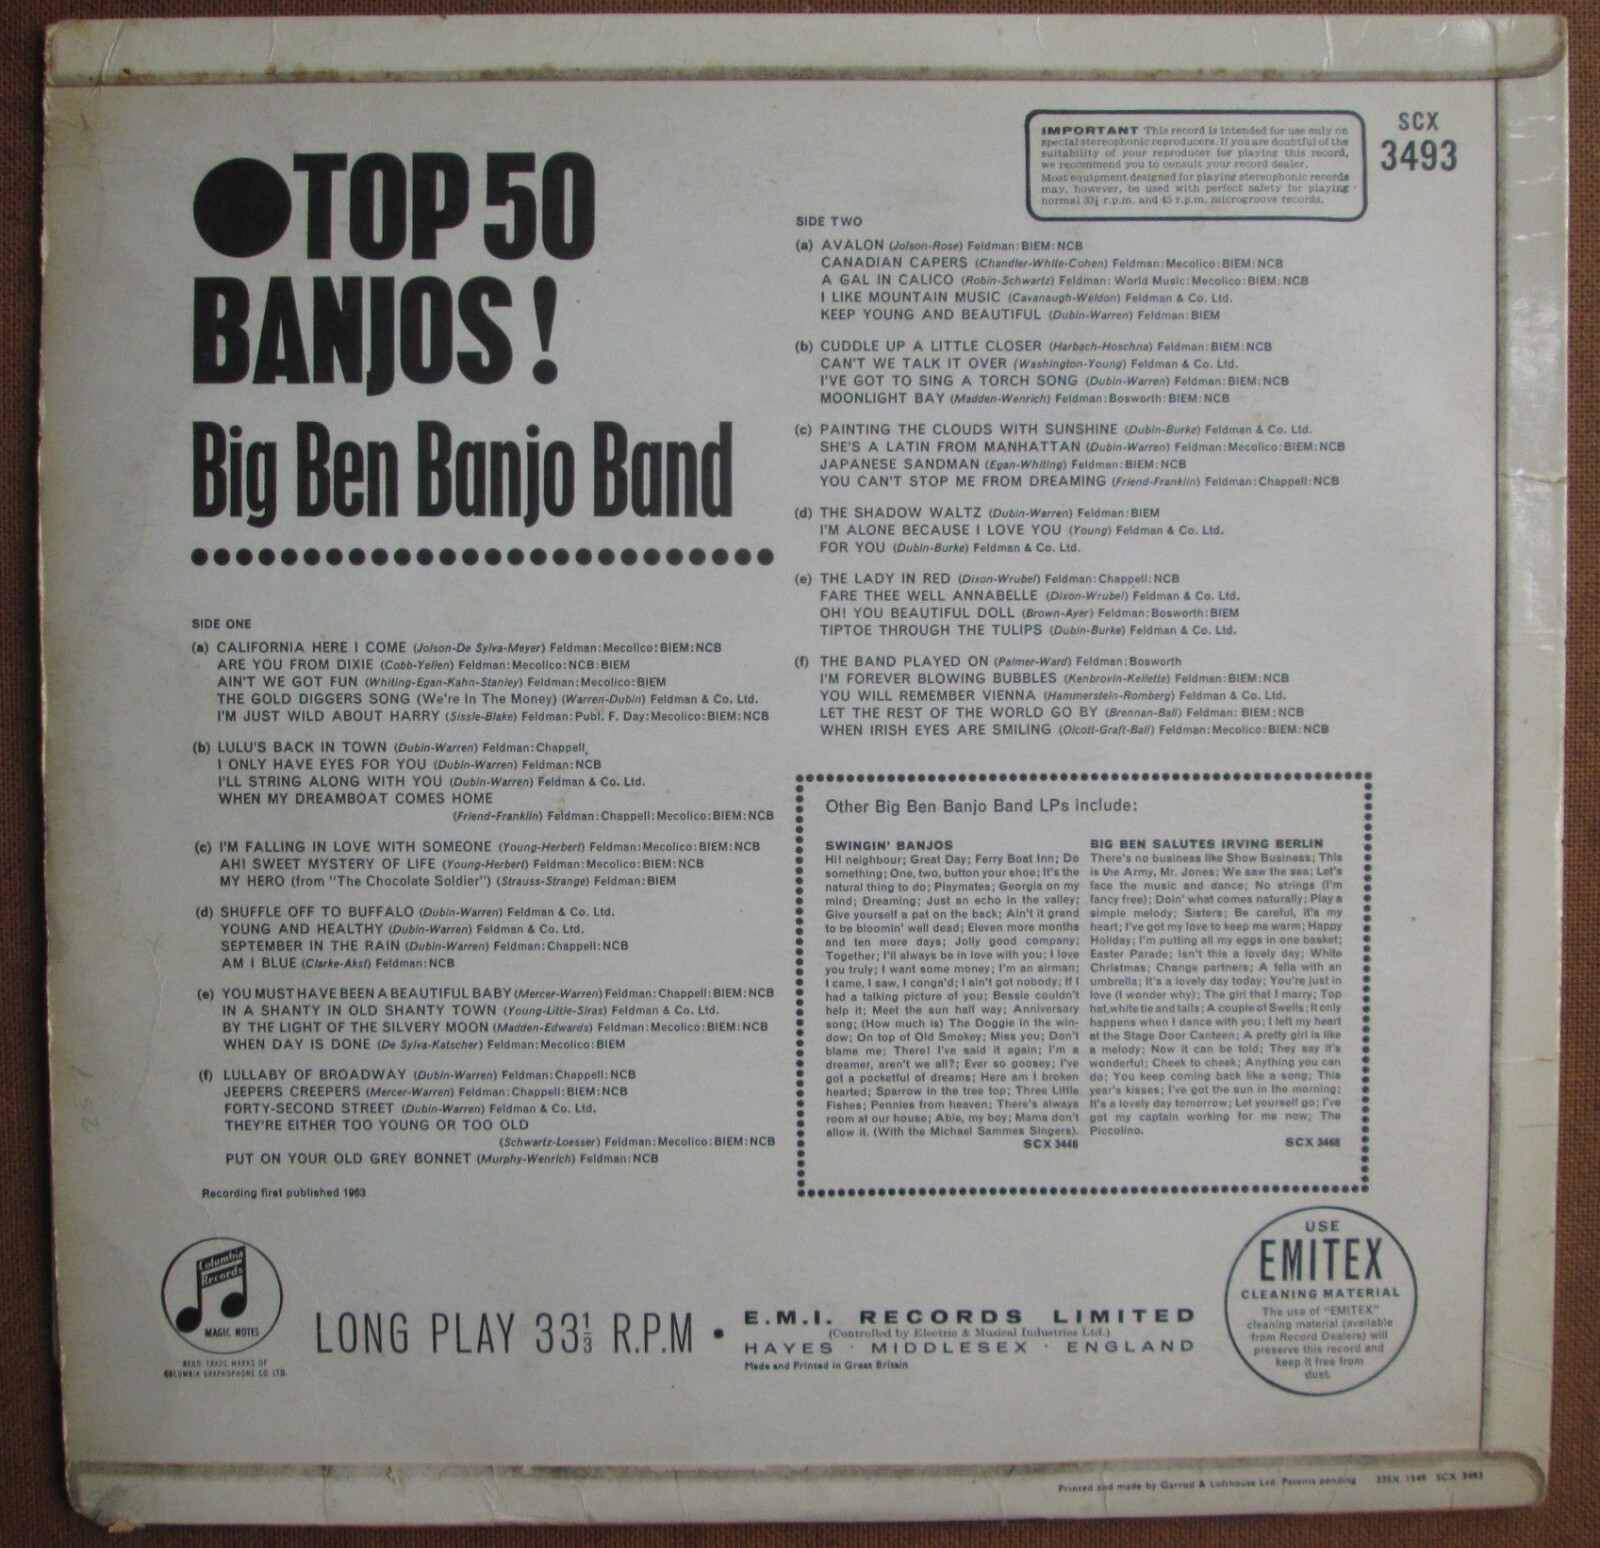 TOP 50
BANJOS!
Big Ben Banjo Band
SIDE ONE
(a) CALIFORNIA HERE I COME (Jolson-De Sylva-Meyer) Feldman:Mecolico:BIEM:NCB
ARE YOU FROM DIXIE (Cobb-Yellen) Feldman:Mecolico:NCB:BIEM
AIN'T WE GOT FUN (Whiting-Egan-Kahn-Stanley) Feldman:Mecolico:BIEM
THE GOLD DIGGERS SONG (We're In The Money) (Warren-Dubin) Feldman & Co. Ltd.
I'M JUST WILD ABOUT HARRY (Sissle-Blake) Feldman:Publ. F. Day:Mecolico:BIEM:NCB
(b) LULU'S BACK IN TOWN (Dubin-Warren) Feldman:Chappell
I ONLY HAVE EYES FOR YOU (Dubin-Warren) Feldman:NCB
I'LL STRING ALONG WITH YOU (Dubin-Warren) Feldman & Co. Ltd.
WHEN MY DREAMBOAT COMES HOME
(Friend-Franklin) Feldman:Chappell:Mecolico:BIEM:NCB
(c) I'M FALLING IN LOVE WITH SOMEONE (Young-Herbert) Feldman:Mecolico:BIEM:NCB
AH! SWEET MYSTERY OF LIFE (Young-Herbert) Feldman:Mecolico:BIEM:NCB
MY HERO (from "The Chocolate Soldier") (Strauss-Strange) Feldman:BIEM
(d) SHUFFLE OFF TO BUFFALO (Dubin-Warren) Feldman & Co. Ltd.
YOUNG AND HEALTHY (Dubin-Warren) Feldman & Co. Ltd.
SEPTEMBER IN THE RAIN (Dubin-Warren) Feldman:Chappell:NCB
AM I BLUE (Clarke-Akst) Feldman:NCB
(e) YOU MUST HAVE BEEN A BEAUTIFUL BABY (Mercer-Warren) Feldman:Chappell:BIEM:NCB
IN A SHANTY IN OLD SHANTY TOWN (Young-Little-Siras) Feldman & Co. Ltd.
BY THE LIGHT OF THE SILVERY MOON (Madden-Edwards) Feldman:Mecolico:BIEM:NCB
WHEN DAY IS DONE (De Sylva-Katscher) Feldman:Mecolico:BIEM
(f) LULLABY OF BROADWAY (Dubin-Warren) Feldman:Chappell:NCB
JEEPERS CREEPERS (Mercer-Warren) Feldman:Chappell:BIEM:NCB
FORTY-SECOND STREET (Dubin-Warren) Feldman & Co. Ltd.
THEY'RE EITHER TOO YOUNG OR TOO OLD
(Schwartz-Loesser) Feldman:Mecolico:BIEM:NCB
PUT ON YOUR OLD GREY BONNET (Murphy-Wenrich) Feldman:NCB
Recording first published 1963
IMPORTANT This record is intended for use only on
special stereophonic reproducers. If you are doubtful of the
suitability of your reproducer for playing this record,
we recommend you to consult your record dealer.
Most equipment designed for playing stereophonic records
may, however, be used with perfect safety for playing
normal 33⅓ r.p.m. and 45 r.p.m. microgroove records.
SCX
3493
SIDE TWO
(a) AVALON (Jolson-Rose) Feldman:BIEM:NCB
CANADIAN CAPERS (Chandler-White-Cohen) Feldman:Mecolico:BIEM:NCB
A GAL IN CALICO (Robin-Schwartz) Feldman: World Music:Mecolico:BIEM:NCB
I LIKE MOUNTAIN MUSIC (Cavanaugh-Weldon) Feldman & Co. Ltd.
KEEP YOUNG AND BEAUTIFUL (Dubin-Warren) Feldman:BIEM
(b) CUDDLE UP A LITTLE CLOSER (Harbach-Hoschna) Feldman:BIEM:NCB
CAN'T WE TALK IT OVER (Washington-Young) Feldman & Co. Ltd.
I'VE GOT TO SING A TORCH SONG (Dubin-Warren) Feldman:BIEM:NCB
MOONLIGHT BAY (Madden-Wenrich) Feldman:Bosworth:BIEM:NCB
(c) PAINTING THE CLOUDS WITH SUNSHINE (Dubin-Burke) Feldman & Co. Ltd.
SHE'S A LATIN FROM MANHATTAN (Dubin-Warren) Feldman:Mecolico:BIEM:NCB
JAPANESE SANDMAN (Egan-Whiting) Feldman:BIEM:NCB
YOU CAN'T STOP ME FROM DREAMING (Friend-Franklin) Feldman:Chappell:NCB
(d) THE SHADOW WALTZ (Dubin-Warren) Feldman:BIEM
I'M ALONE BECAUSE I LOVE YOU (Young) Feldman & Co. Ltd.
FOR YOU (Dubin-Burke) Feldman & Co. Ltd.
(e) THE LADY IN RED (Dixon-Wrubel) Feldman:Chappell:NCB
FARE THEE WELL ANNABELLE (Dixon-Wrubel) Feldman & Co. Ltd.
OH! YOU BEAUTIFUL DOLL (Brown-Ayer) Feldman:Bosworth:BIEM
TIPTOE THROUGH THE TULIPS (Dubin-Burke) Feldman & Co. Ltd.
(f) THE BAND PLAYED ON (Palmer-Ward) Feldman:Bosworth
I'M FOREVER BLOWING BUBBLES (Kenbrovin-Kellette) Feldman:BIEM:NCB
YOU WILL REMEMBER VIENNA (Hammerstein-Romberg) Feldman & Co. Ltd.
LET THE REST OF THE WORLD GO BY (Brennan-Ball) Feldman: BIEM:NCB
WHEN IRISH EYES ARE SMILING (Olcott-Graft-Ball) Feldman:Mecolico:BIEM:NCB
Other Big Ben Banjo Band LPs include:
SWINGIN' BANJOS
Hi! neighbour; Great Day; Ferry Boat Inn; Do
something; One, two, button your shoe; It's the
natural thing to do; Playmates; Georgia on my
mind; Dreaming; Just an echo in the valley;
Give yourself a pat on the back; Ain't it grand
to be bloomin' well dead; Eleven more months
and ten more days; Jolly good company;
Together; I'll always be in love with you; I love
you truly; I want some money; I'm an airman;
I came, I saw, I conga'd; I ain't got nobody; If I
had a talking picture of you; Bessie couldn't
help it; Meet the sun half way; Anniversary
song; (How much is) The Doggie in the win-
dow; On top of Old Smokey; Miss you; Don't
blame me; There! I've said it again; I'm a
dreamer, aren't we all?; Ever so goosey; I've
got a pocketful of dreams; Here am I broken
hearted; Sparrow in the tree top; Three Little
Fishes; Pennies from heaven; There's always
room at our house; Able, my boy; Mama don't
allow it. (With the Michael Sammes Singers).
SCX 3448
BIG BEN SALUTES IRVING BERLIN
There's no business like Show Business; This
is the Army, Mr. Jones; We saw the sea; Let's
face the music and dance; No strings (I'm
fancy free); Doin' what comes naturally; Play a
simple melody; Sisters; Be careful, it's my
heart; I've got my love to keep me warm; Happy
Holiday; I'm putting all my eggs in one basket;
Easter Parade; Isn't this a lovely day; White
Christmas; Change partners; A fella with an
umbrella; It's a lovely day today; You're just in
love (I wonder why); The girl that I marry; Top
hat, white tie and tails; A couple of Swells; It only
happens when I dance with you; I left my heart
at the Stage Door Canteen; A pretty girl is like
a melody; Now it can be told; They say it's
wonderful; Cheek to cheek; Anything you can
do; You keep coming back like a song; This
year's kisses; I've got the sun in the morning;
It's a lovely day tomorrow; Let yourself go; I've
got my captain working for me now; The
Piccolino.
SCX 3468
Columbia
Records
MAGIC NOTES
REGD. TRADE MARKS OF
COLUMBIA GRAPHOPHONE CO. LTD.
LONG PLAY 33⅓ R.P.M •
E.M.I. RECORDS LIMITED
(Controlled by Electric & Musical Industries Ltd.)
HAYES · MIDDLESEX · ENGLAND
Made and Printed in Great Britain
USE
EMITEX
CLEANING MATERIAL
The use of "EMITEX"
cleaning material (available
from Record Dealers) will
preserve this record and
keep it free from
dust.
Printed and made by Garrod & Lofthouse Ltd. Patents pending 33SX 1549 SCX 3493